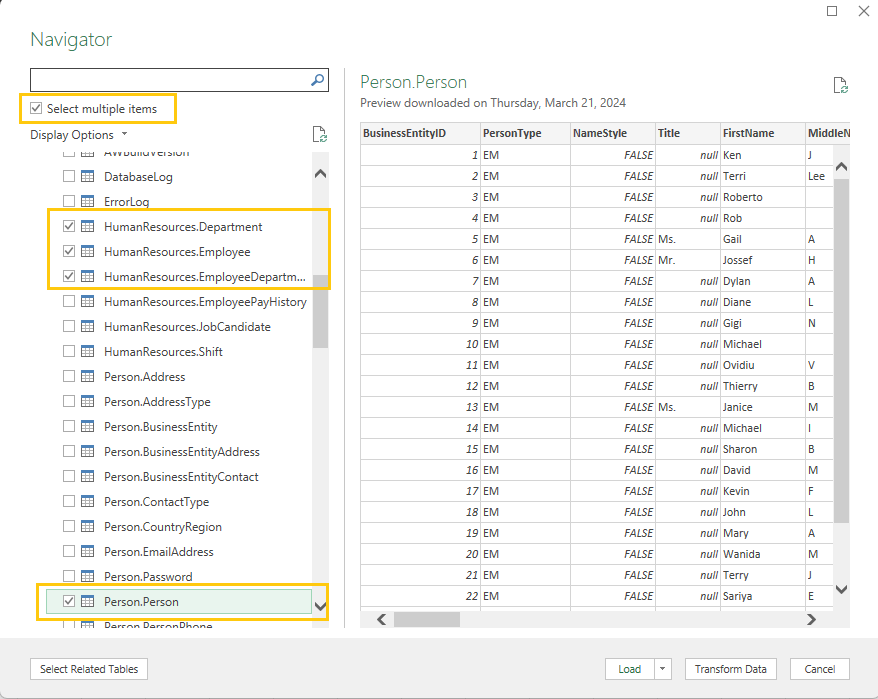 Navigator
Select multiple items
Display Options
AWBuildVersion
DatabaseLog
ErrorLog
HumanResources.Department
HumanResources.Employee
HumanResources.EmployeeDepartm...
HumanResources.EmployeePayHistory
HumanResources.JobCandidate
HumanResources.Shift
Person.Address
Person.AddressType
Person.BusinessEntity
Person.BusinessEntityAddress
Person.BusinessEntityContact
Person.ContactType
Person.CountryRegion
Person.EmailAddress
Person.Password
Person.Person
Person.PersonPhone
Person.Person
Preview downloaded on Thursday, March 21, 2024
BusinessEntityID PersonType NameStyle Title FirstName MiddleN
1 EM FALSE null Ken J
2 EM FALSE null Terri Lee
3 EM FALSE null Roberto
4 EM FALSE null Rob
5 EM FALSE Ms. Gail A
6 EM FALSE Mr. Jossef H
7 EM FALSE null Dylan A
8 EM FALSE null Diane L
9 EM FALSE null Gigi N
10 EM FALSE null Michael
11 EM FALSE null Ovidiu V
12 EM FALSE null Thierry B
13 EM FALSE Ms. Janice M
14 EM FALSE null Michael I
15 EM FALSE null Sharon B
16 EM FALSE null David M
17 EM FALSE null Kevin F
18 EM FALSE null John L
19 EM FALSE null Mary A
20 EM FALSE null Wanida M
21 EM FALSE null Terry J
22 EM FALSE null Sariya E
Select Related Tables
Load
Transform Data
Cancel